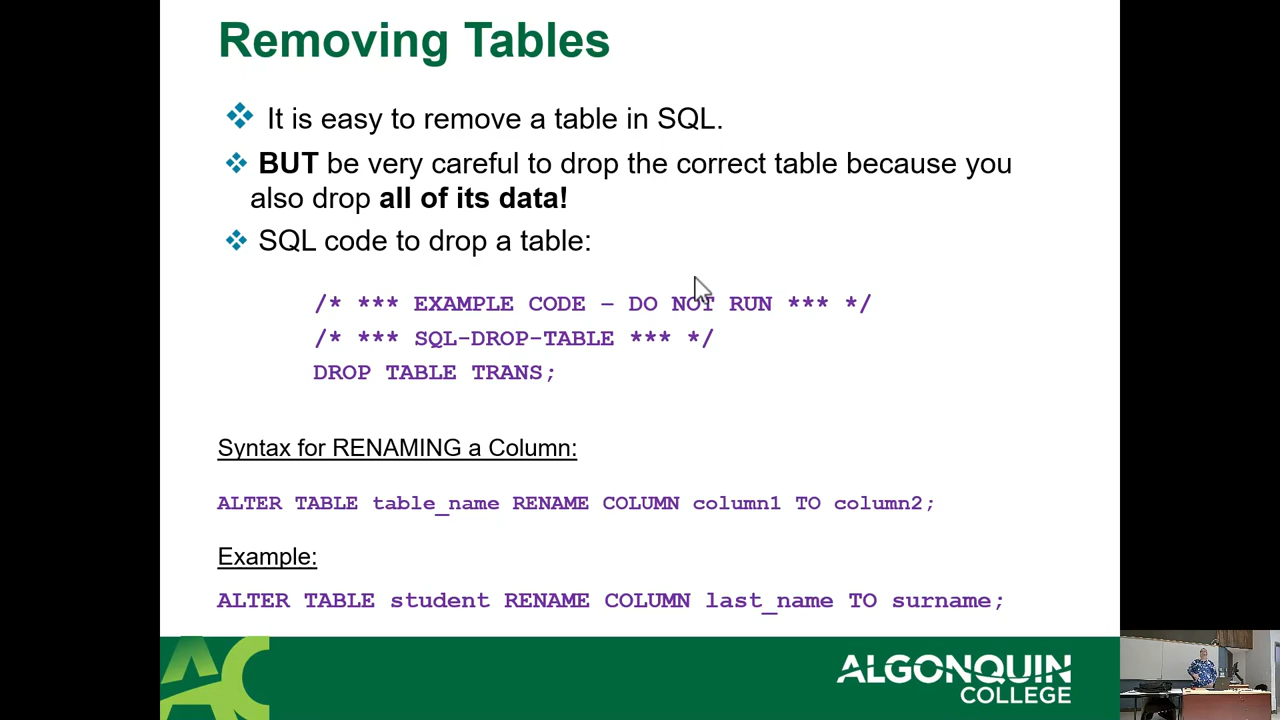 Removing Tables
It is easy to remove a table in SQL.
BUT be very careful to drop the correct table because you
also drop all of its data!
SQL code to drop a table:
/* *** EXAMPLE CODE – DO NOT RUN *** */
/* *** SQL-DROP-TABLE *** */
DROP TABLE TRANS;
Syntax for RENAMING a Column:
ALTER TABLE table_name RENAME COLUMN column1 TO column2;
Example:
ALTER TABLE student RENAME COLUMN last_name TO surname;
AC
ALGONQUIN
COLLEGE